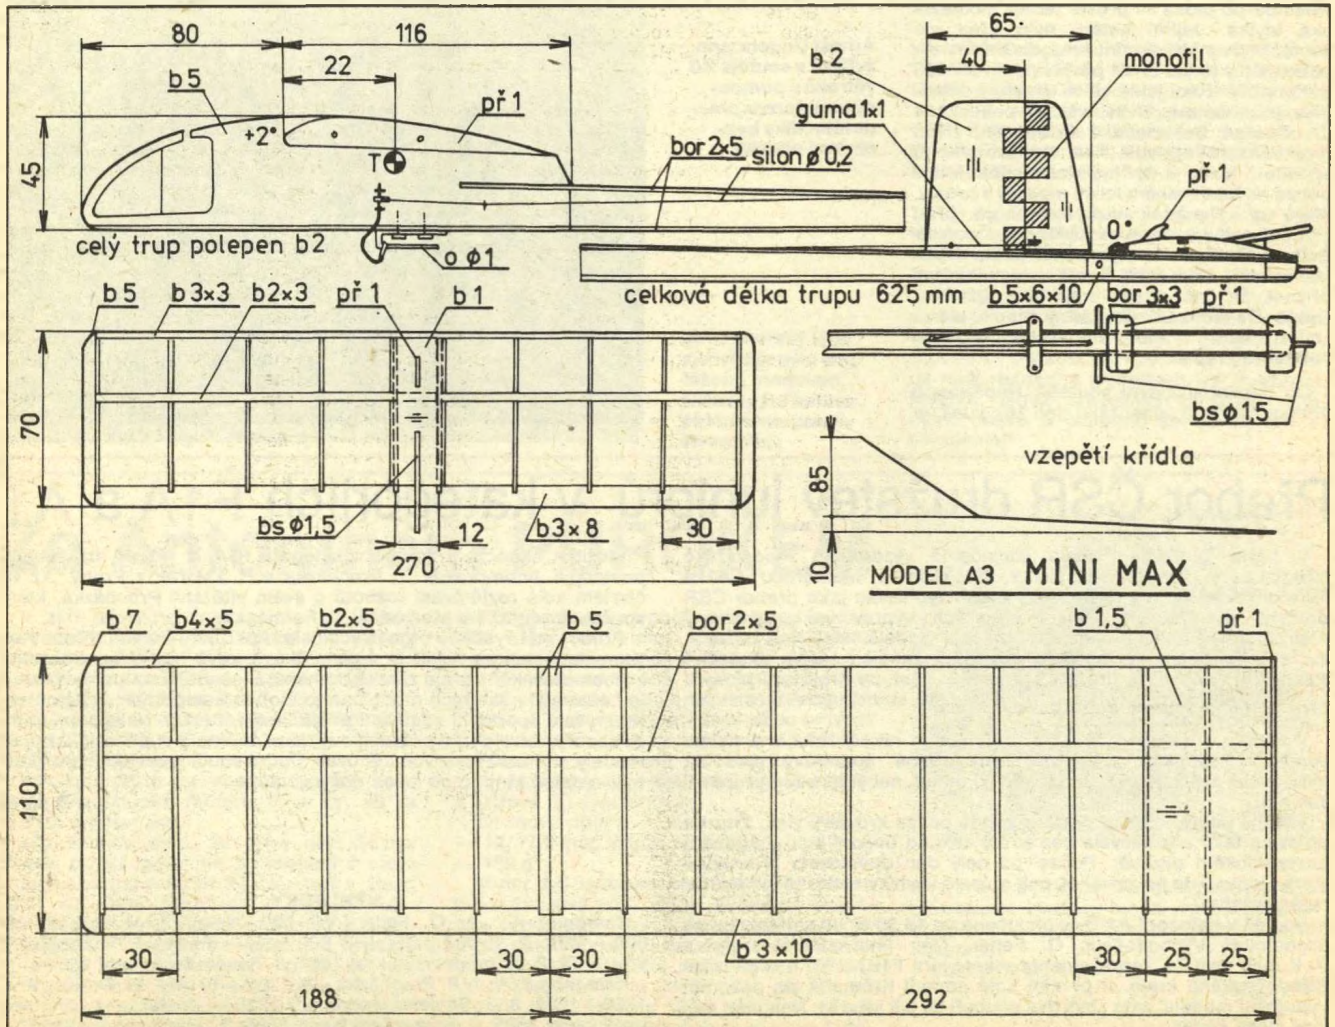 80
116
65
22
40
b 2
monofil
b 5
př 1
guma 1x1
+2°
bor 2×5
silon ø 0,2
př 1
45
T
0°
celý trup polepen b2
o ø1
celková délka trupu 625 mm
b 5×6×10
bor 3×3
př 1
b 5
b 3×3
b2×3
př 1
b 1
70
bs ø 1,5
vzepětí křídla
85
bs ø 1,5
12
b3×8
30
270
10
MODEL A3 MINI MAX
b 7
b4×5
b2×5
b 5
bor 2×5
b 1,5
př 1
110
b 3×10
30
30
30
30
25
25
188
292